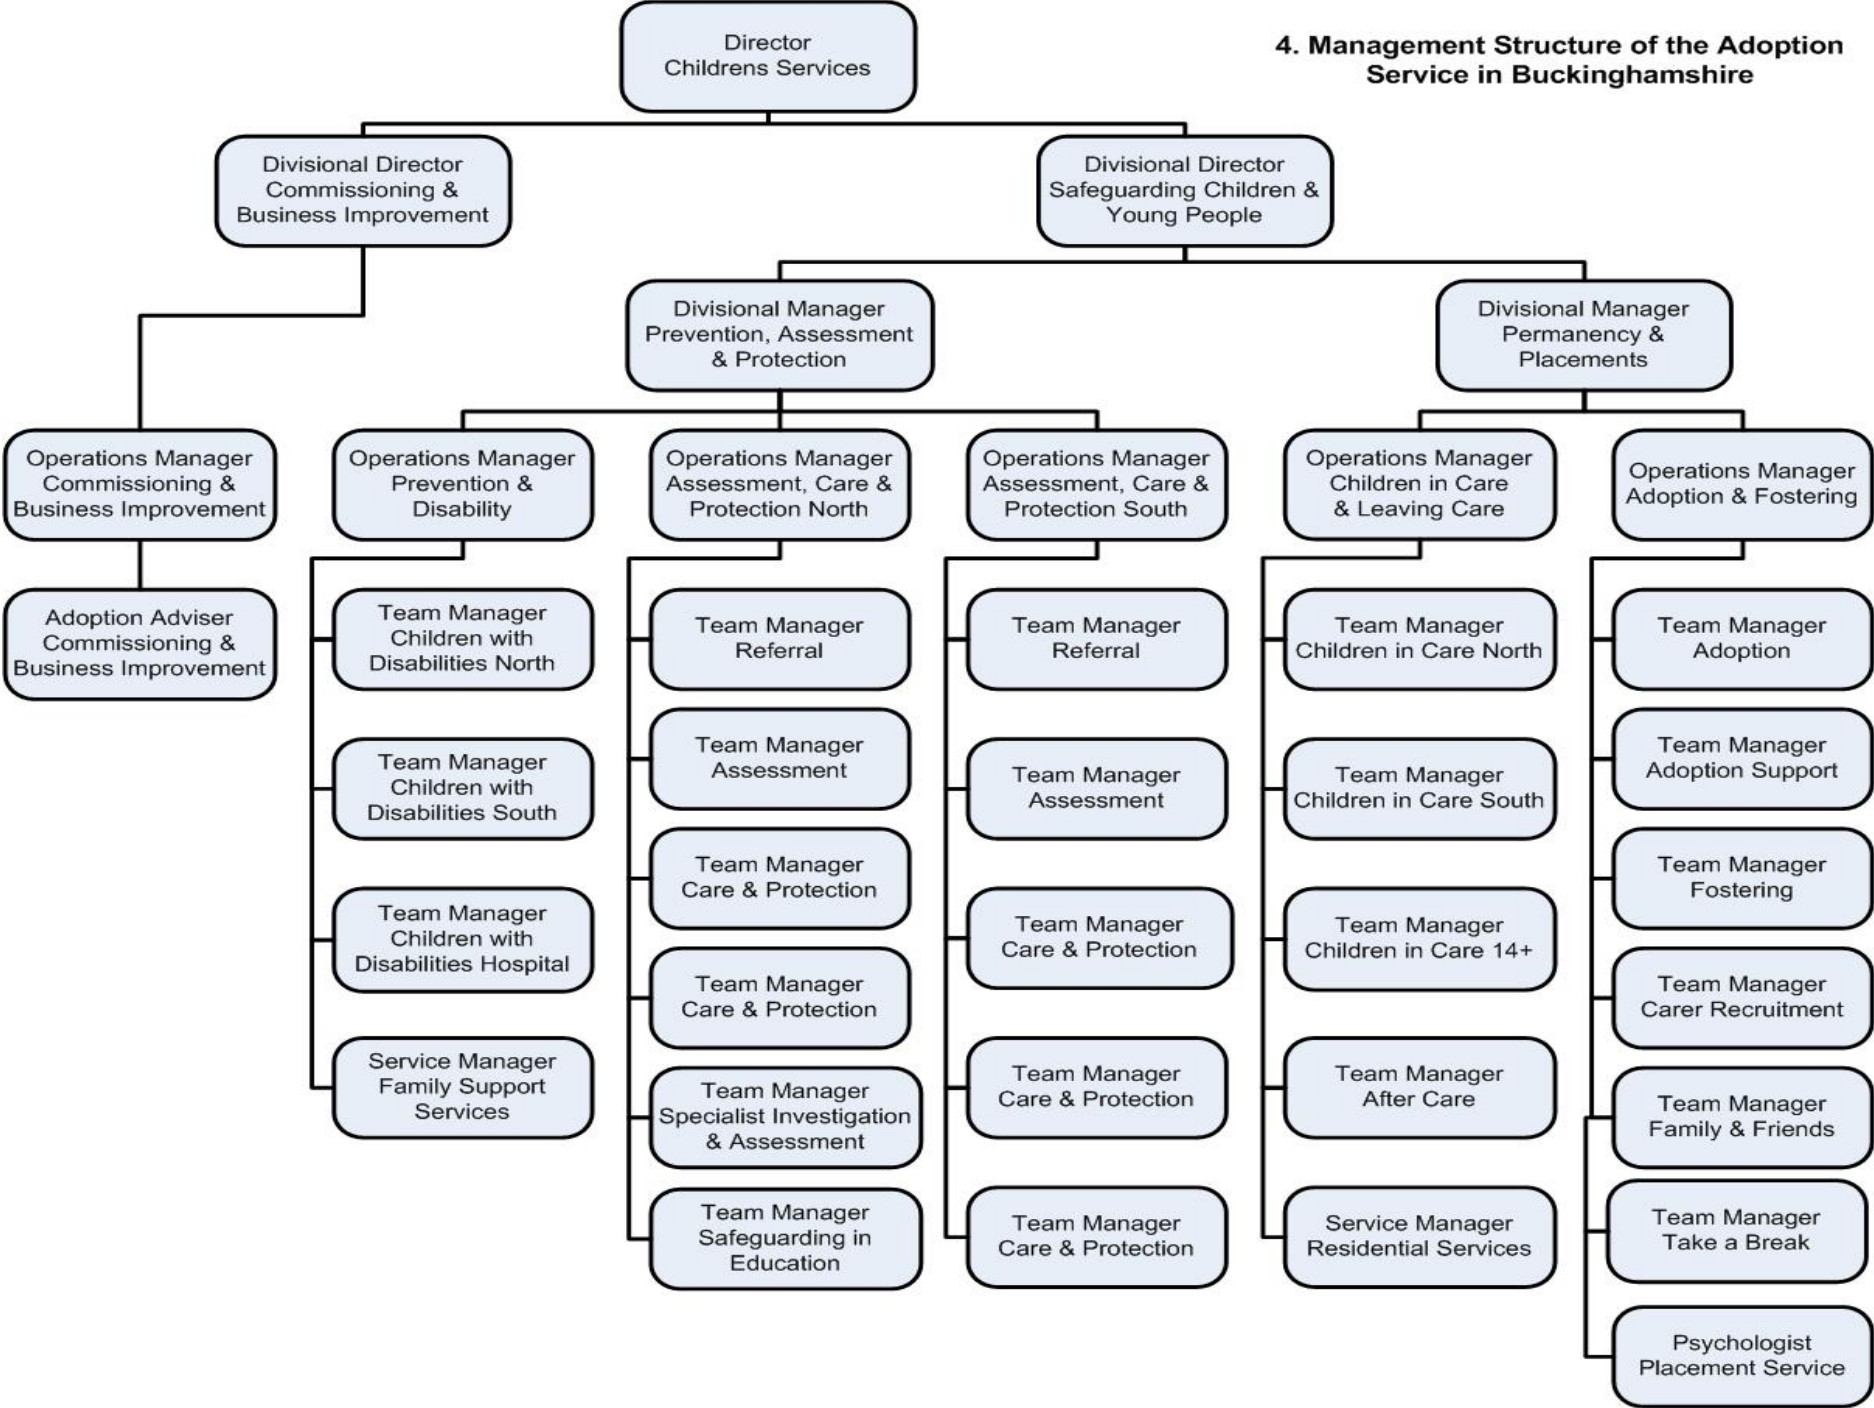 Director
Childrens Services
4. Management Structure of the Adoption
Service in Buckinghamshire
Divisional Director
Commissioning &
Business Improvement
Divisional Director
Safeguarding Children &
Young People
Divisional Manager
Prevention, Assessment
& Protection
Divisional Manager
Permanency &
Placements
Operations Manager
Commissioning &
Business Improvement
Operations Manager
Prevention &
Disability
Operations Manager
Assessment, Care &
Protection North
Operations Manager
Assessment, Care &
Protection South
Operations Manager
Children in Care
& Leaving Care
Operations Manager
Adoption & Fostering
Adoption Adviser
Commissioning &
Business Improvement
Team Manager
Children with
Disabilities North
Team Manager
Children with
Disabilities South
Team Manager
Children with
Disabilities Hospital
Service Manager
Family Support
Services
Team Manager
Referral
Team Manager
Assessment
Team Manager
Care & Protection
Team Manager
Care & Protection
Team Manager
Specialist Investigation
& Assessment
Team Manager
Safeguarding in
Education
Team Manager
Referral
Team Manager
Assessment
Team Manager
Care & Protection
Team Manager
Care & Protection
Team Manager
Care & Protection
Team Manager
Children in Care North
Team Manager
Children in Care South
Team Manager
Children in Care 14+
Team Manager
After Care
Service Manager
Residential Services
Team Manager
Adoption
Team Manager
Adoption Support
Team Manager
Fostering
Team Manager
Carer Recruitment
Team Manager
Family & Friends
Team Manager
Take a Break
Psychologist
Placement Service